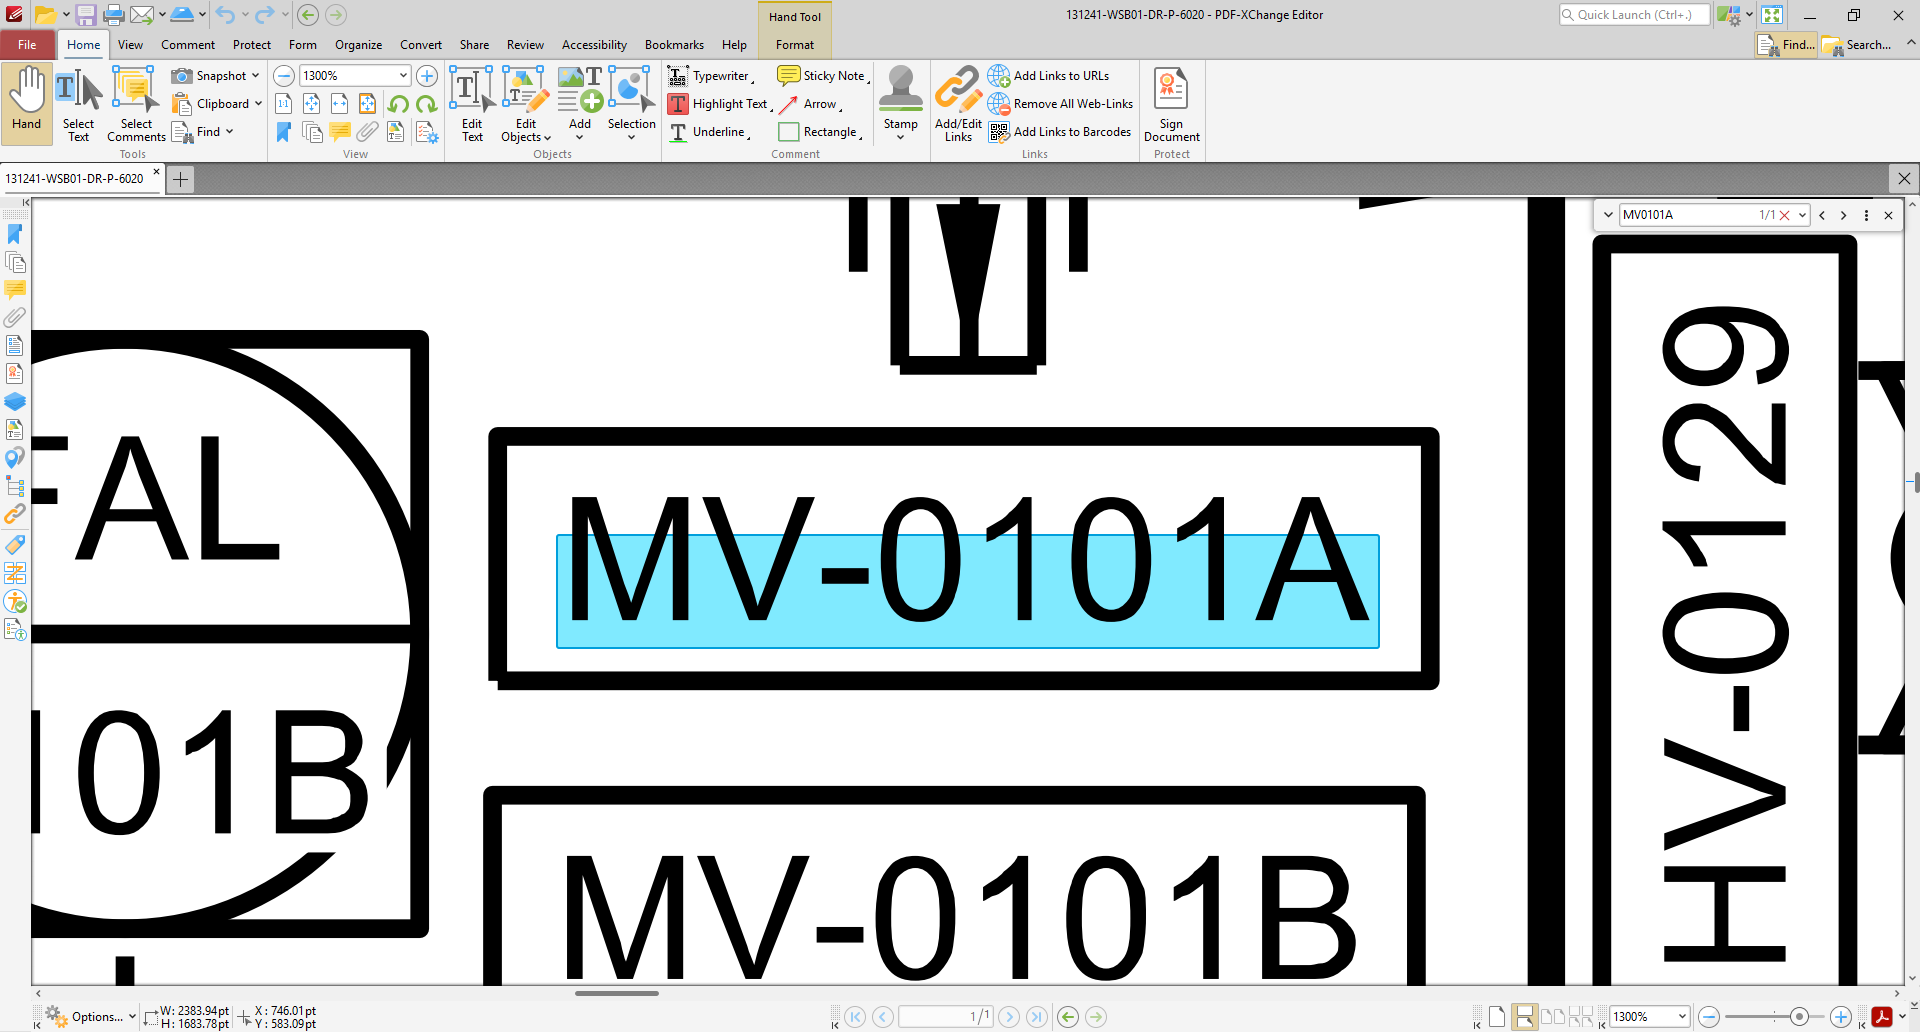 Hand Tool
131241-WSB01-DR-P-6020 - PDF-XChange Editor
Quick Launch (Ctrl+.)
File Home View Comment Protect Form Organize Convert Share Review Accessibility Bookmarks Help Format
Find... Search...
Hand
Select Text
Select Comments
Snapshot
Clipboard
Find
Tools
1300%
1:1
View
Edit Text
Edit Objects
Add
Selection
Objects
Typewriter
Highlight Text
Underline
Sticky Note
Arrow
Rectangle
Comment
Stamp
Add/Edit Links
Add Links to URLs
Remove All Web-Links
Add Links to Barcodes
Links
Sign Document
Protect
131241-WSB01-DR-P-6020
MV0101A 1/1
FAL
101B
MV-0101A
MV-0101B
HV-0129
Options...
W: 2383.94pt
H: 1683.78pt
X : 746.01pt
Y : 583.09pt
1/1
1300%